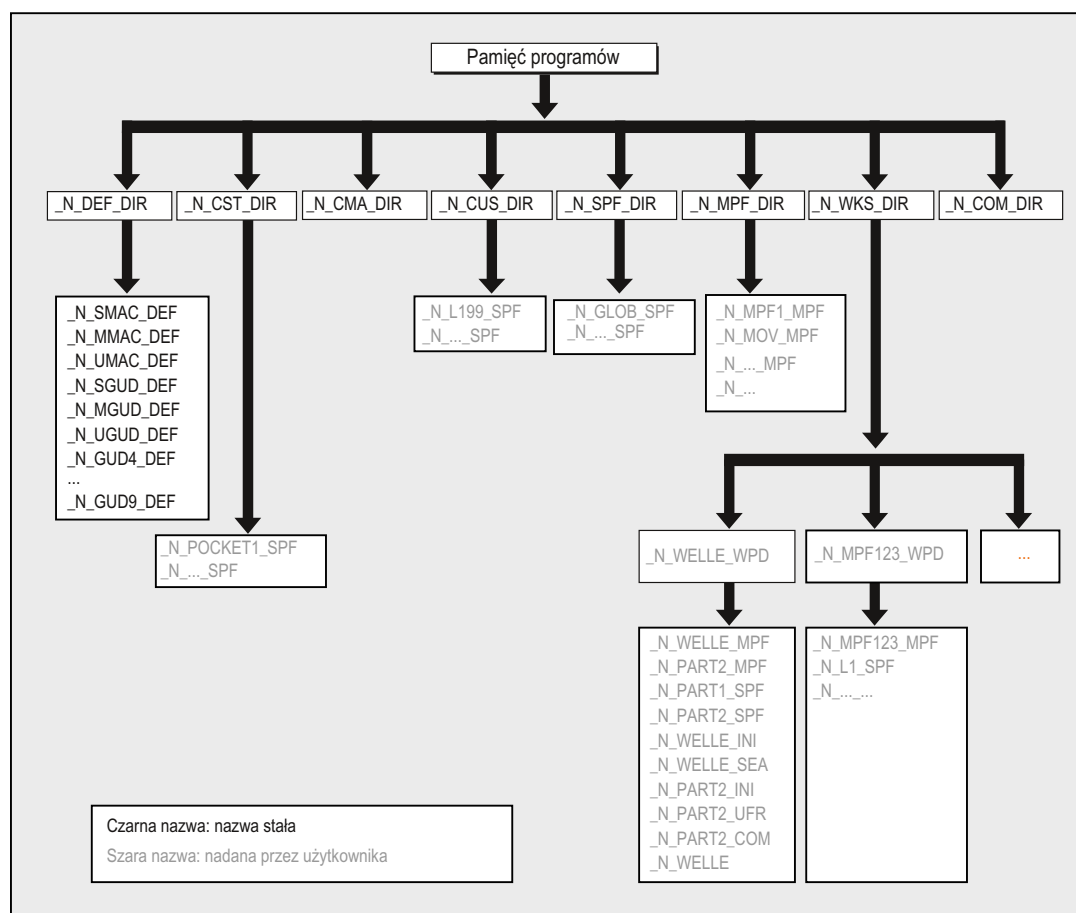 Pamięć programów
_N_DEF_DIR
_N_CST_DIR
_N_CMA_DIR
_N_CUS_DIR
_N_SPF_DIR
_N_MPF_DIR
_N_WKS_DIR
_N_COM_DIR
_N_SMAC_DEF
_N_MMAC_DEF
_N_UMAC_DEF
_N_SGUD_DEF
_N_MGUD_DEF
_N_UGUD_DEF
_N_GUD4_DEF
...
_N_GUD9_DEF
_N_POCKET1_SPF
_N_..._SPF
_N_L199_SPF
_N_..._SPF
_N_GLOB_SPF
_N_..._SPF
_N_MPF1_MPF
_N_MOV_MPF
_N_..._MPF
_N_...
_N_WELLE_WPD
_N_MPF123_WPD
...
_N_WELLE_MPF
_N_PART2_MPF
_N_PART1_SPF
_N_PART2_SPF
_N_WELLE_INI
_N_WELLE_SEA
_N_PART2_INI
_N_PART2_UFR
_N_PART2_COM
_N_WELLE
_N_MPF123_MPF
_N_L1_SPF
_N_..._...
Czarna nazwa: nazwa stała
Szara nazwa: nadana przez użytkownika